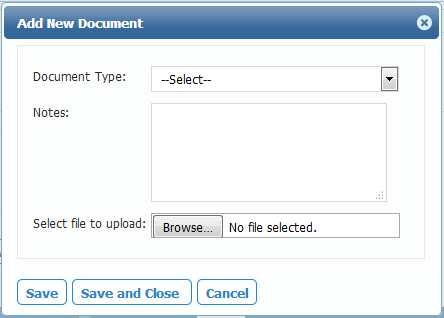 Add New Document
Document Type: --Select--
Notes:
Select file to upload: Browse... No file selected.
Save Save and Close Cancel